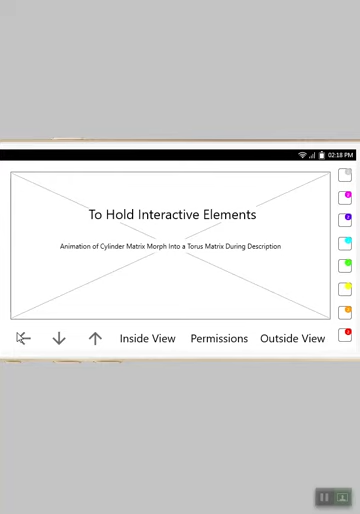 02:18 PM
To Hold Interactive Elements
Animation of Cylinder Matrix Morph Into a Torus Matrix During Description
Inside View Permissions Outside View